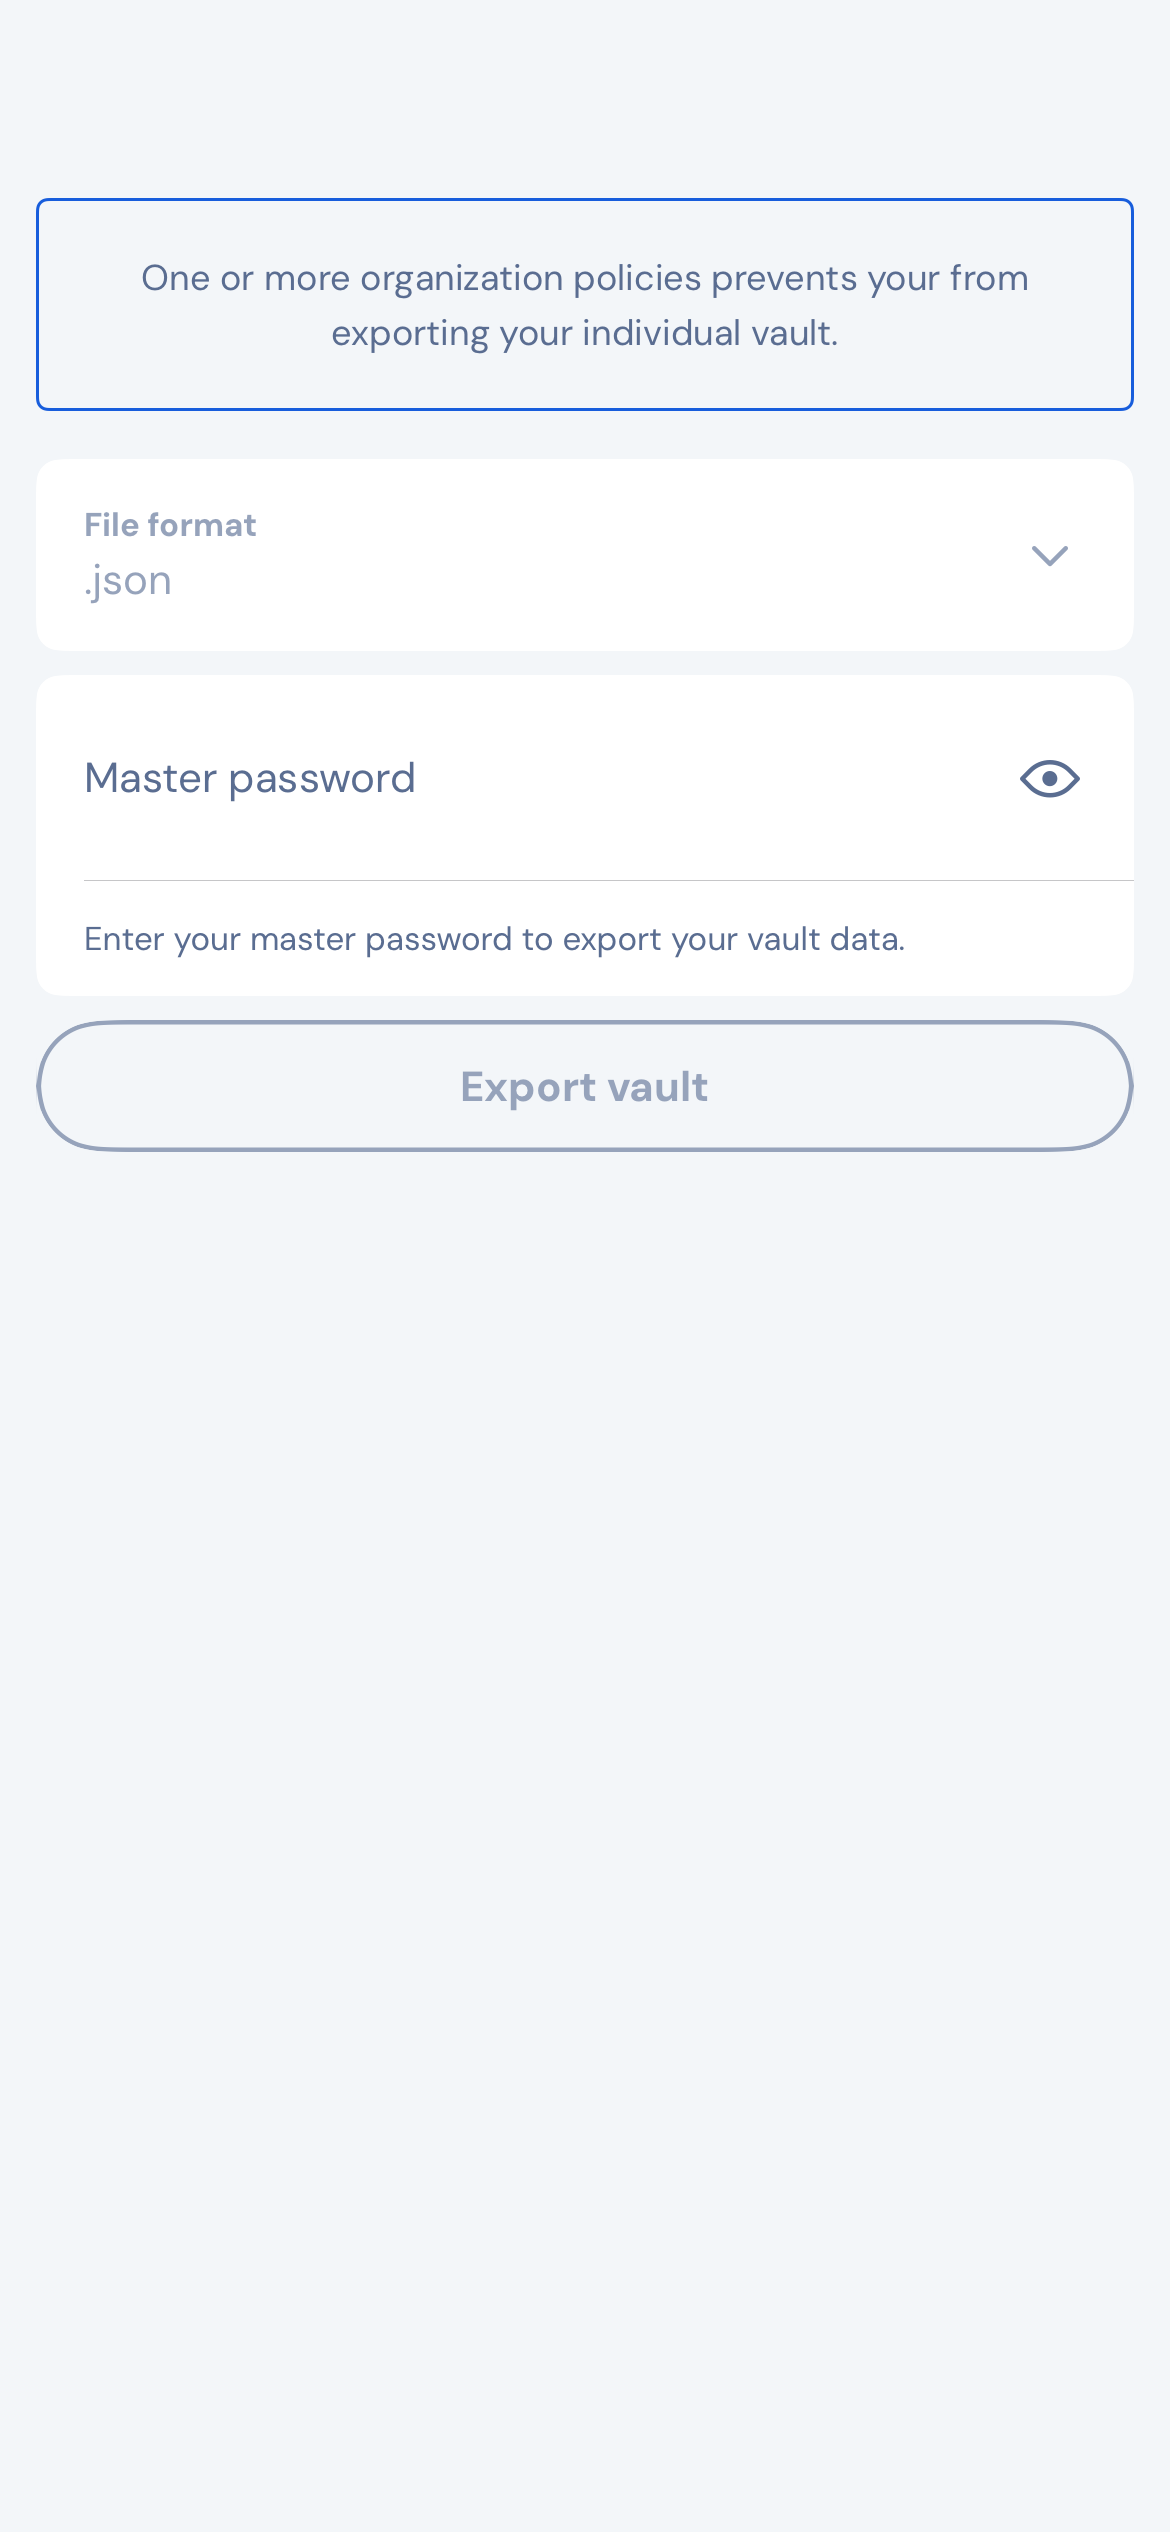 One or more organization policies prevents your from
exporting your individual vault.
File format
.json
Master password
Enter your master password to export your vault data.
Export vault